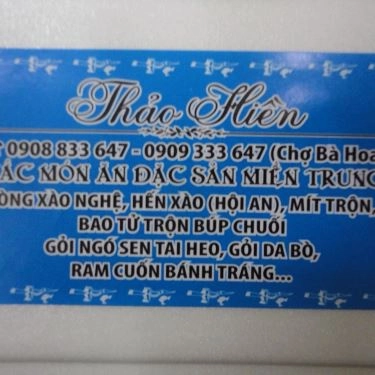 Thảo Hiền
0908 833 647 - 0909 333 647 (Chợ Bà Hoa
ÁC MÓN ĂN ĐẶC SẢN MIỀN TRUNG
ÒNG XÀO NGHỆ, HẾN XÀO (HỘI AN), MÍT TRỘN,
BAO TỬ TRỘN BÚP CHUỐI
GỎI NGÓ SEN TAI HEO, GỎI DA BÒ,
RAM CUỐN BÁNH TRÁNG...